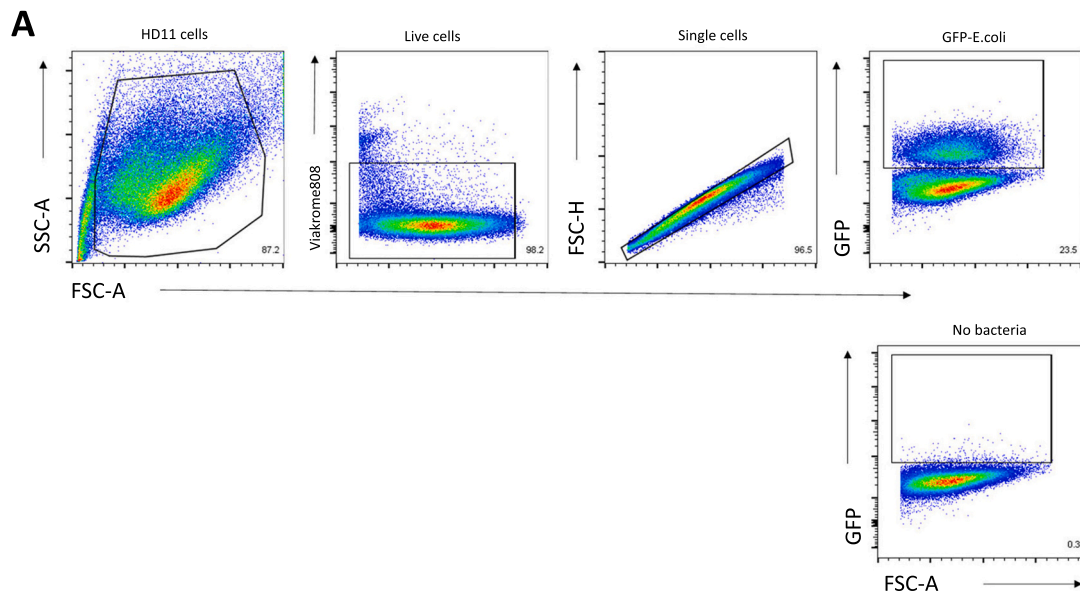 A
HD11 cells
Live cells
Single cells
GFP-E.coli
SSC-A
Viakrome808
FSC-H
GFP
87.2
98.2
96.5
23.5
FSC-A
No bacteria
GFP
0.3
FSC-A